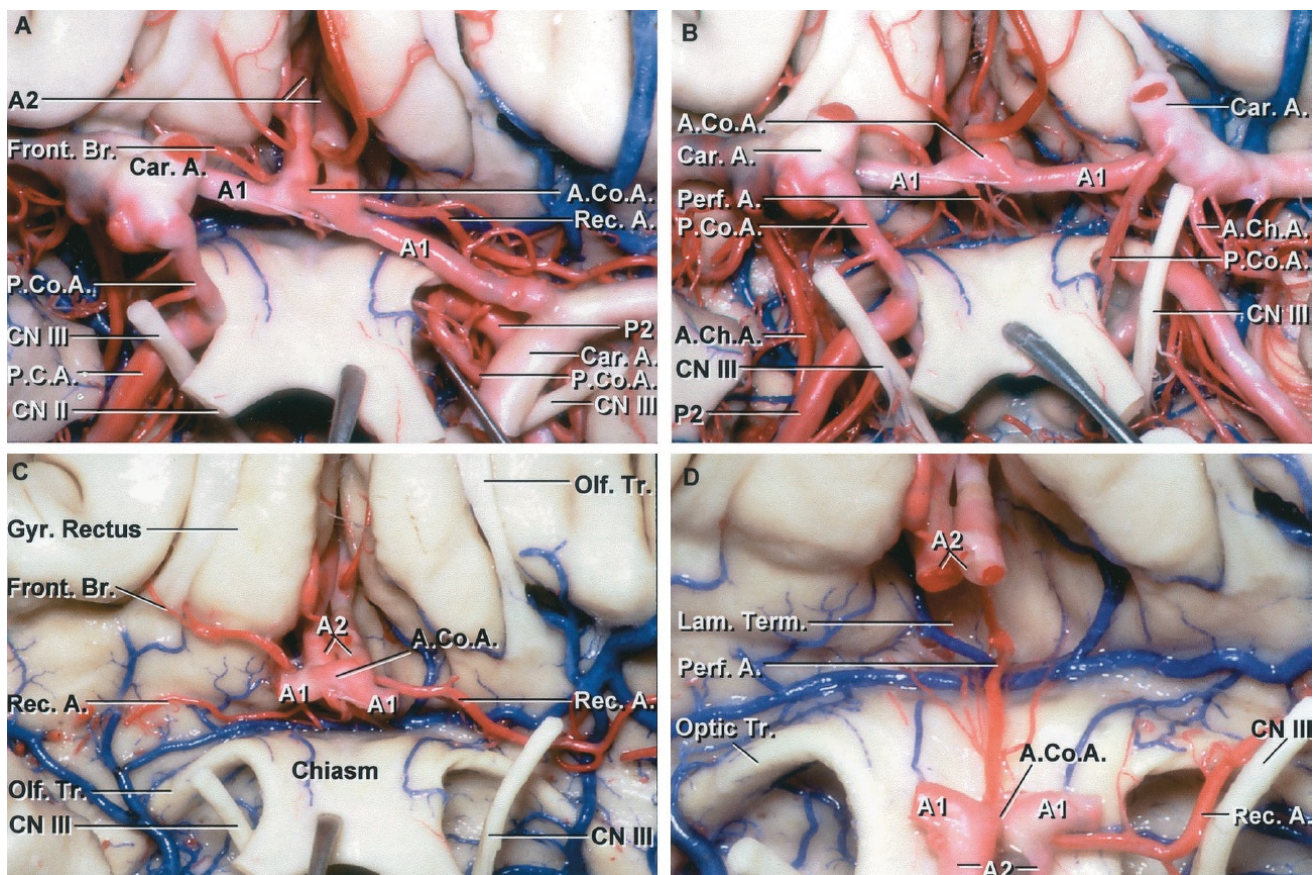 A
A2
Front. Br.
Car. A.
A1
A.Co.A.
Rec. A.
A1
P.Co.A.
CN III
P2
Car. A.
P.C.A.
P.Co.A.
CN III
CN II
B
Car. A.
A.Co.A.
Car. A.
A1
A1
Perf. A.
P.Co.A.
A.Ch.A.
P.Co.A.
CN III
A.Ch.A.
CN III
P2
C
Olf. Tr.
Gyr. Rectus
Front. Br.
A2
A.Co.A.
A1
A1
Rec. A.
Rec. A.
Chiasm
Olf. Tr.
CN III
CN III
D
A2
Lam. Term.
Perf. A.
Optic Tr.
CN III
A.Co.A.
A1
A1
Rec. A.
A2